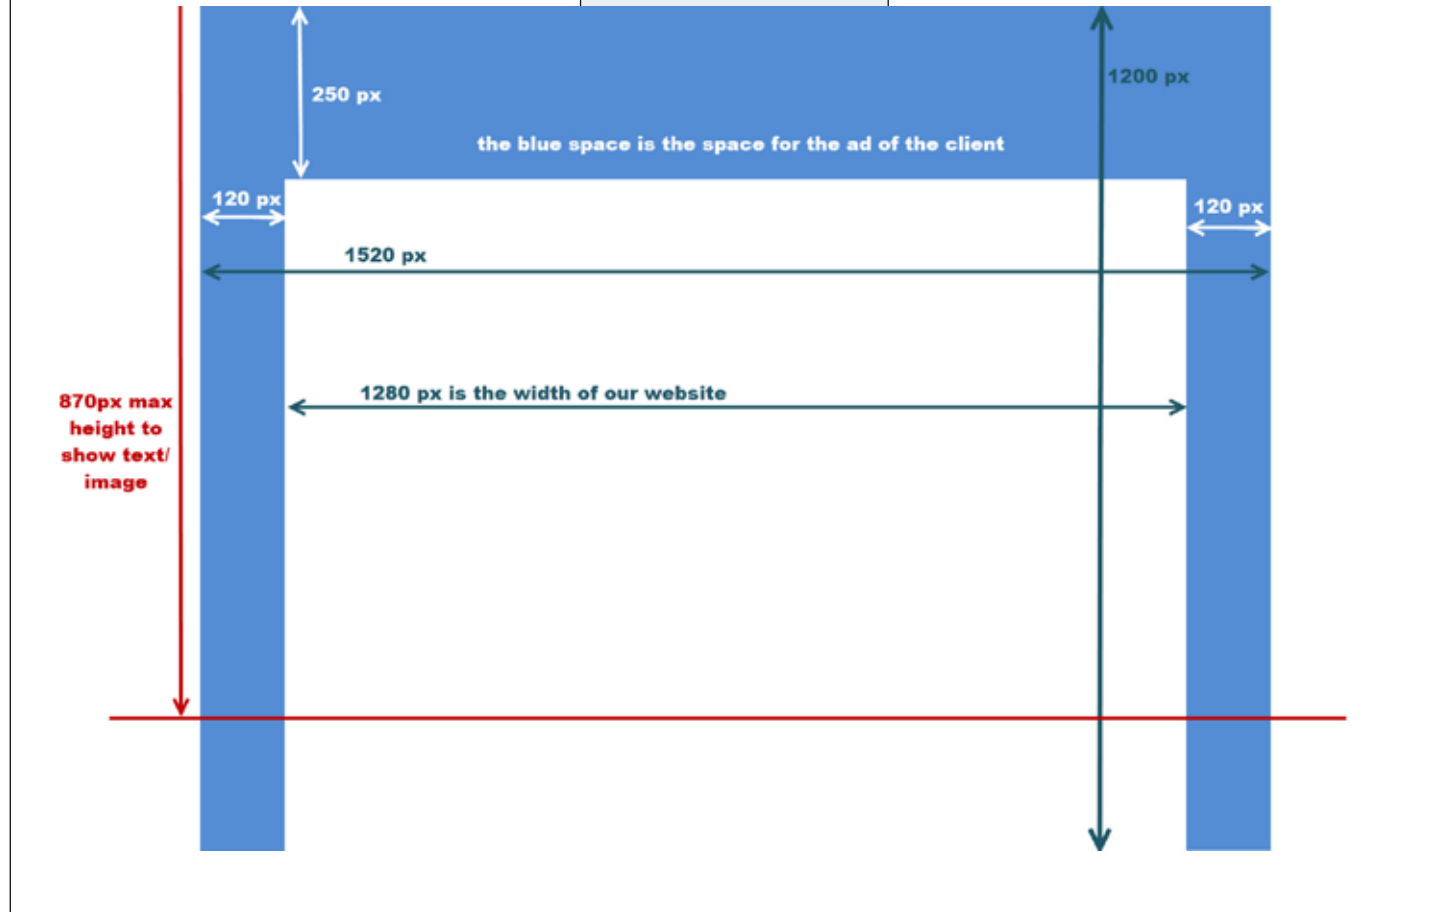 1200 px
250 px
the blue space is the space for the ad of the client
120 px
120 px
1520 px
1280 px is the width of our website
870px max
height to
show text/
image